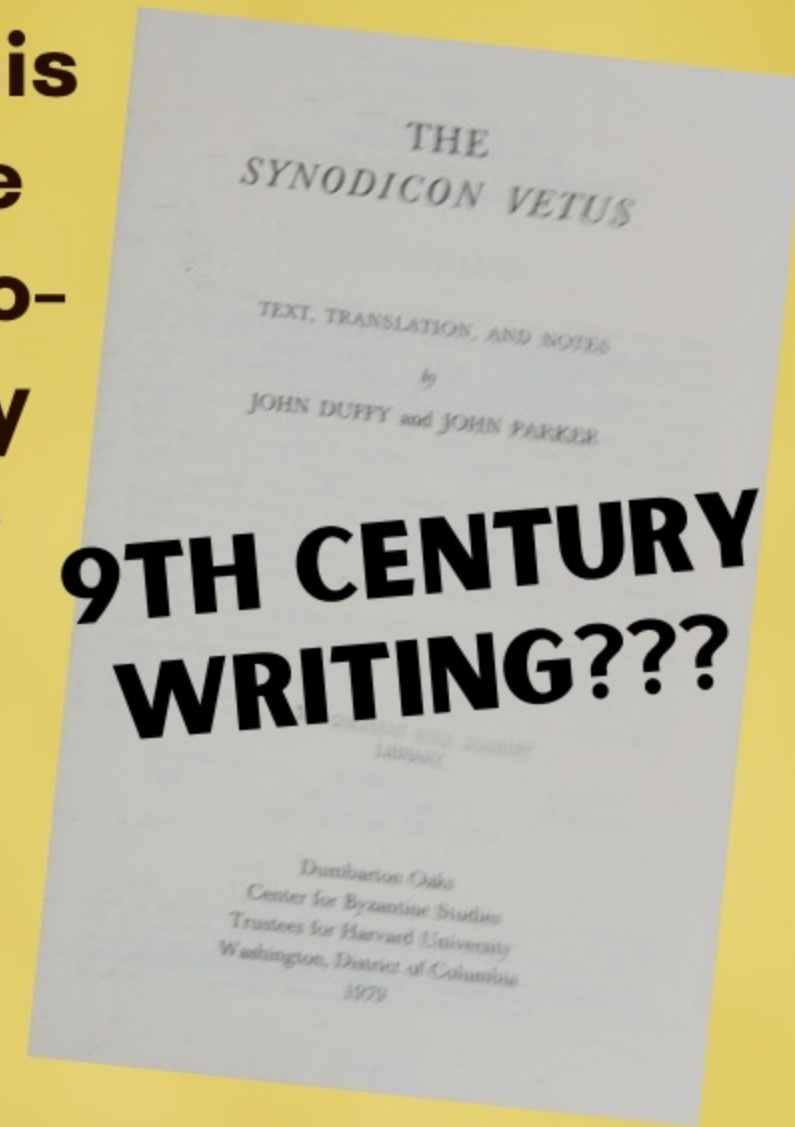 is
e
o-
y
THE
SYNODICON VETUS
TEXT, TRANSLATION, AND NOTES
by
JOHN DUFFY and JOHN PARKER
9TH CENTURY
WRITING???
LIBRARY
Dumbarton Oaks
Center for Byzantine Studies
Trustees for Harvard University
Washington, District of Columbia
1979